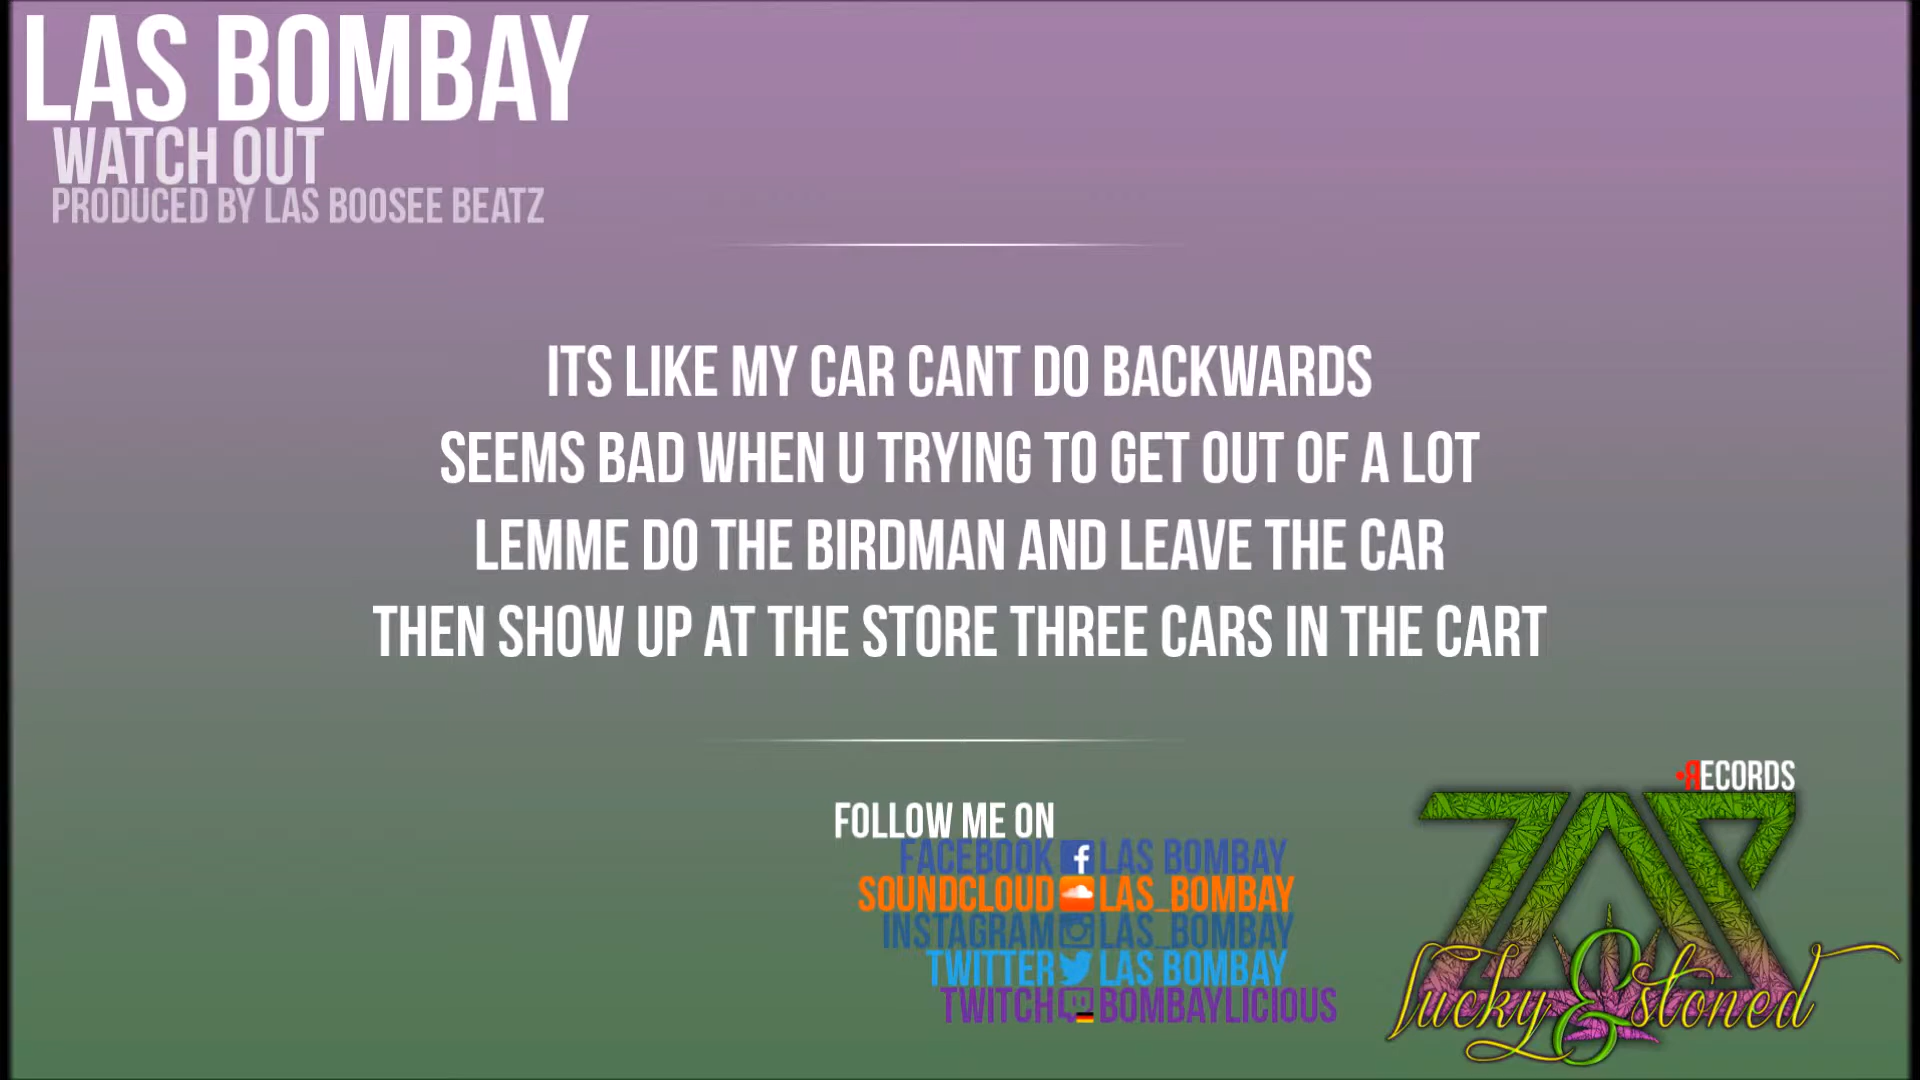 LAS BOMBAY
WATCH OUT
PRODUCED BY LAS BOOSEE BEATZ
ITS LIKE MY CAR CANT DO BACKWARDS
SEEMS BAD WHEN U TRYING TO GET OUT OF A LOT
LEMME DO THE BIRDMAN AND LEAVE THE CAR
THEN SHOW UP AT THE STORE THREE CARS IN THE CART
FOLLOW ME ON
FACEBOOK LAS BOMBAY
SOUNDCLOUD LAS_BOMBAY
INSTAGRAM LAS_BOMBAY
TWITTER LAS BOMBAY
TWITCH BOMBAYLICIOUS
RECORDS
Lucky & Stoned